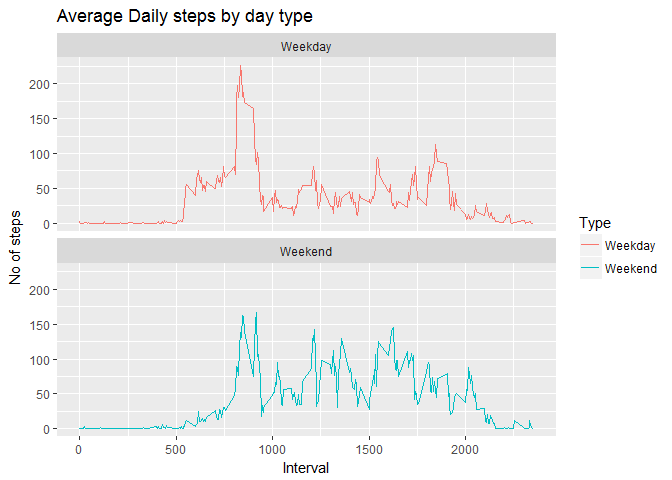 Average Daily steps by day type
Weekday
200
150
100
50
0
Weekend
200
150
100
50
0
No of steps
0 500 1000 1500 2000
Interval
Type
Weekday
Weekend